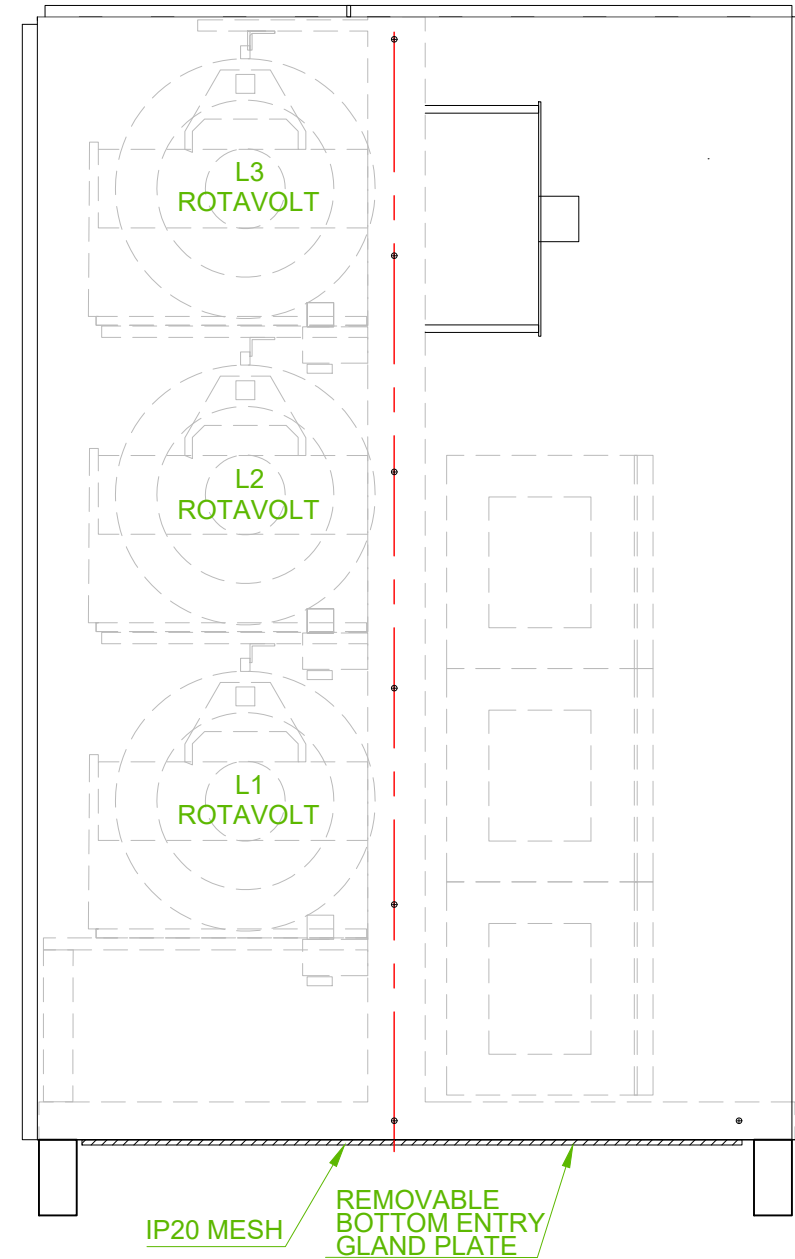 L3
ROTAVOLT
L2
ROTAVOLT
L1
ROTAVOLT
IP20 MESH
REMOVABLE
BOTTOM ENTRY
GLAND PLATE